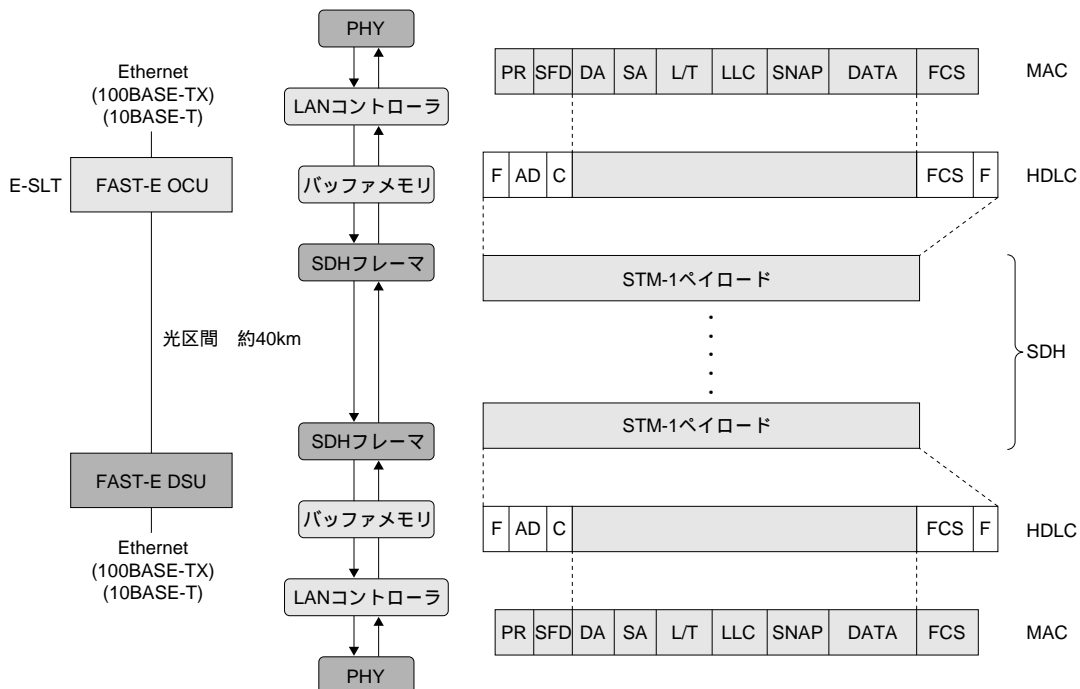 PHY
Ethernet
(100BASE-TX)
(10BASE-T)
LANコントローラ
PR SFD DA SA L/T LLC SNAP DATA FCS MAC
E-SLT FAST-E OCU
バッファメモリ
F AD C FCS F HDLC
SDHフレーマ
STM-1ペイロード
光区間 約40km
SDH
SDHフレーマ
STM-1ペイロード
FAST-E DSU
バッファメモリ
F AD C FCS F HDLC
Ethernet
(100BASE-TX)
(10BASE-T)
LANコントローラ
PR SFD DA SA L/T LLC SNAP DATA FCS MAC
PHY